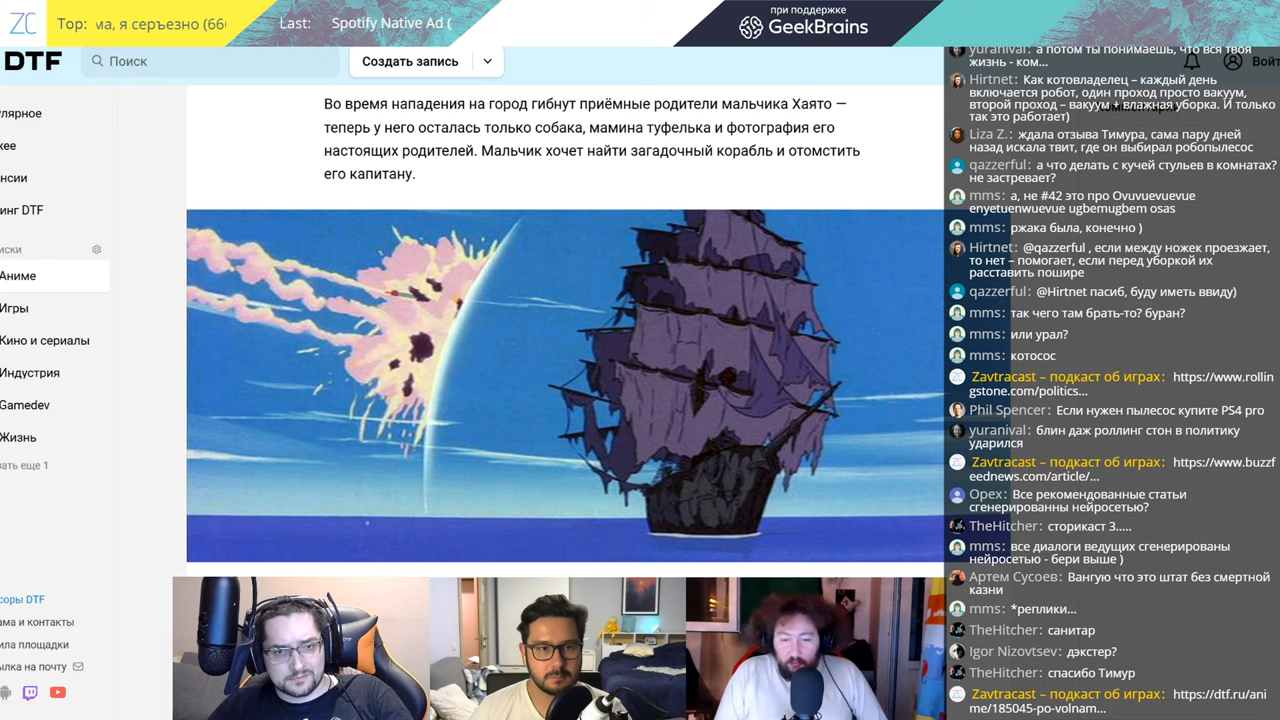 ZC
Top: ма, я серъезно (66
Last: Spotify Native Ad (
при поддержке
GeekBrains
DTF
Поиск
Создать запись
Войт
улярное
жее
нсии
инг DTF
иски
Аниме
Игры
Кино и сериалы
Индустрия
Gamedev
Жизнь
вать еще 1
соры DTF
ама и контакты
ила площадки
ылка на почту
Во время нападения на город гибнут приёмные родители мальчика Хаято —
теперь у него осталась только собака, мамина туфелька и фотография его
настоящих родителей. Мальчик хочет найти загадочный корабль и отомстить
его капитану.
yuranival: а потом ты понимаешь, что вся твоя
жизнь - ком...
Hirtnet: Как котовладелец – каждый день
включается робот, один проход просто вакуум,
второй проход – вакуум + влажная уборка. И только
так это работает)
Liza Z.: ждала отзыва Тимура, сама пару дней
назад искала твит, где он выбирал робопылесос
qazzerful: а что делать с кучей стульев в комнатах?
не застревает?
mms: а, не #42 это про Ovuvuevuevue
enyetuenwuevue ugbemugbem osas
mms: ржака была, конечно )
Hirtnet: @qazzerful , если между ножек проезжает,
то нет – помогает, если перед уборкой их
расставить пошире
qazzerful: @Hirtnet пасиб, буду иметь ввиду)
mms: так чего там брать-то? буран?
mms: или урал?
mms: котосос
Zavtracast – подкаст об играх: https://www.rollin
gstone.com/politics...
Phil Spencer: Если нужен пылесос купите PS4 pro
yuranival: блин даж роллинг стон в политику
ударился
Zavtracast – подкаст об играх: https://www.buzzf
eednews.com/article/...
Орех: Все рекомендованные статьи
сгенерированны нейросетью?
TheHitcher: сторикаст 3.....
mms: все диалоги ведущих сгенерированы
нейросетью - бери выше )
Артем Сусоев: Вангую что это штат без смертной
казни
mms: *реплики...
TheHitcher: санитар
Igor Nizovtsev: дэкстер?
TheHitcher: спасибо Тимур
Zavtracast – подкаст об играх: https://dtf.ru/ani
me/185045-po-volnam...